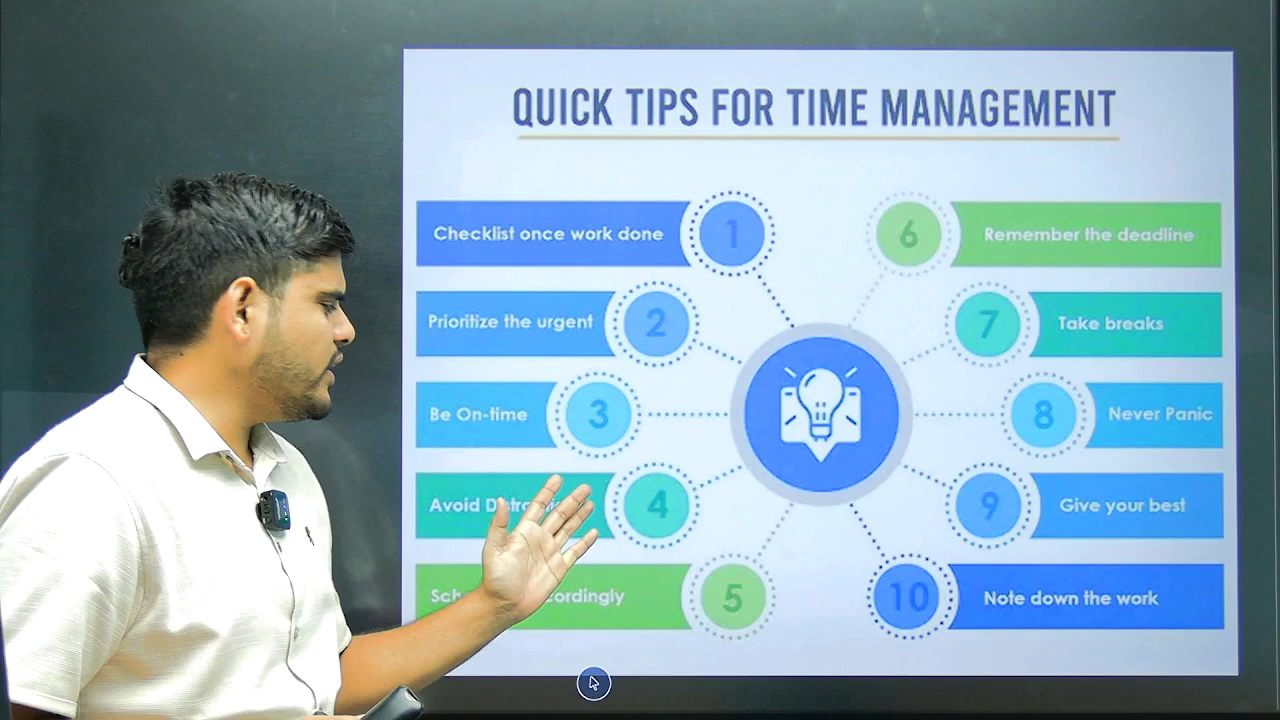 QUICK TIPS FOR TIME MANAGEMENT
Checklist once work done
1
Prioritize the urgent
2
Be On-time
3
Avoid
4
5
6
Remember the deadline
7
Take breaks
8
Never Panic
9
Give your best
10
Note down the work